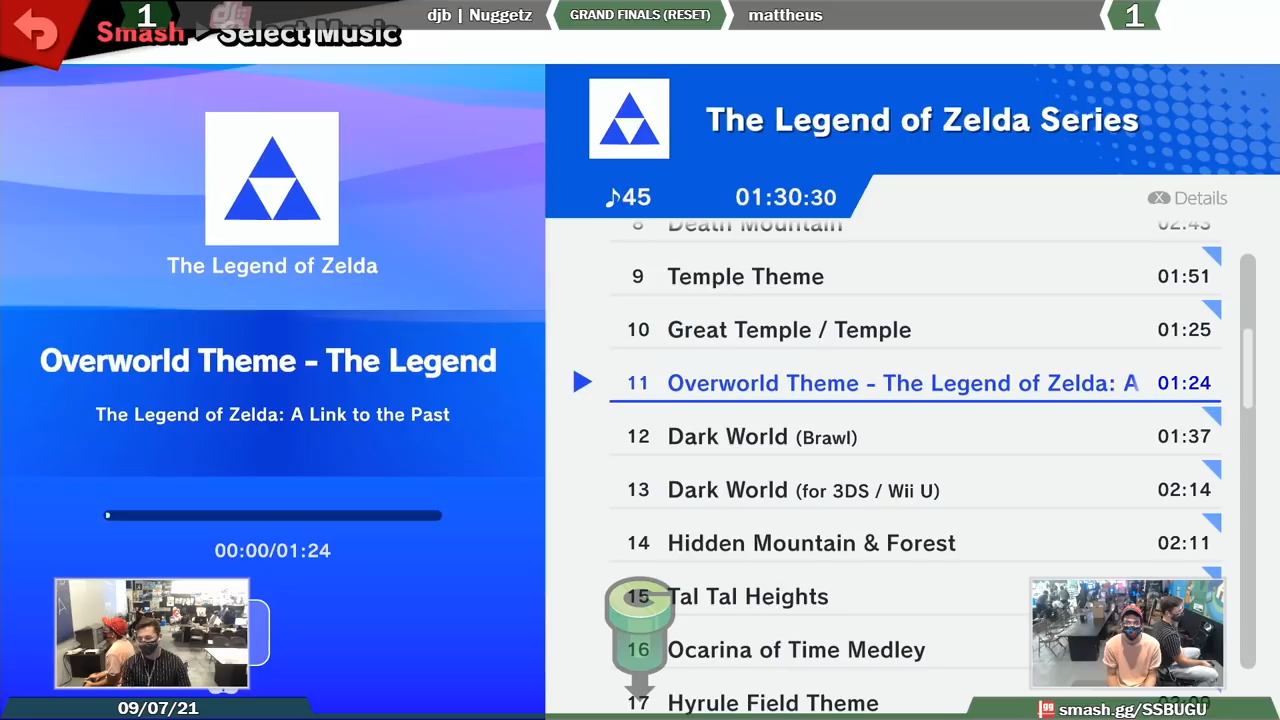 1
djb | Nuggetz
GRAND FINALS (RESET)
mattheus
1
Smash
Select Music
The Legend of Zelda Series
♪45
01:30:30
X Details
The Legend of Zelda
Overworld Theme - The Legend
The Legend of Zelda: A Link to the Past
00:00/01:24
8 Death Mountain 02:43
9 Temple Theme 01:51
10 Great Temple / Temple 01:25
11 Overworld Theme - The Legend of Zelda: A 01:24
12 Dark World (Brawl) 01:37
13 Dark World (for 3DS / Wii U) 02:14
14 Hidden Mountain & Forest 02:11
15 Tal Tal Heights
16 Ocarina of Time Medley
17 Hyrule Field Theme
09/07/21
smash.gg/SSBUGU